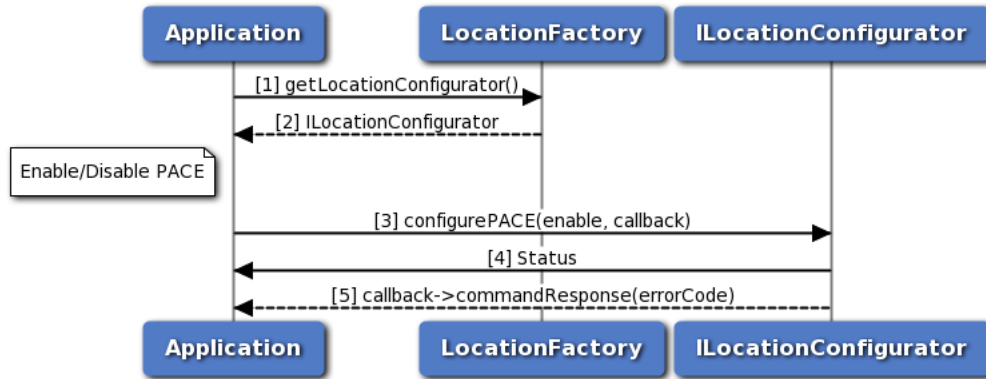 Application
LocationFactory
ILocationConfigurator
[1] getLocationConfigurator()
[2] ILocationConfigurator
Enable/Disable PACE
[3] configurePACE(enable, callback)
[4] Status
[5] callback->commandResponse(errorCode)
Application
LocationFactory
ILocationConfigurator